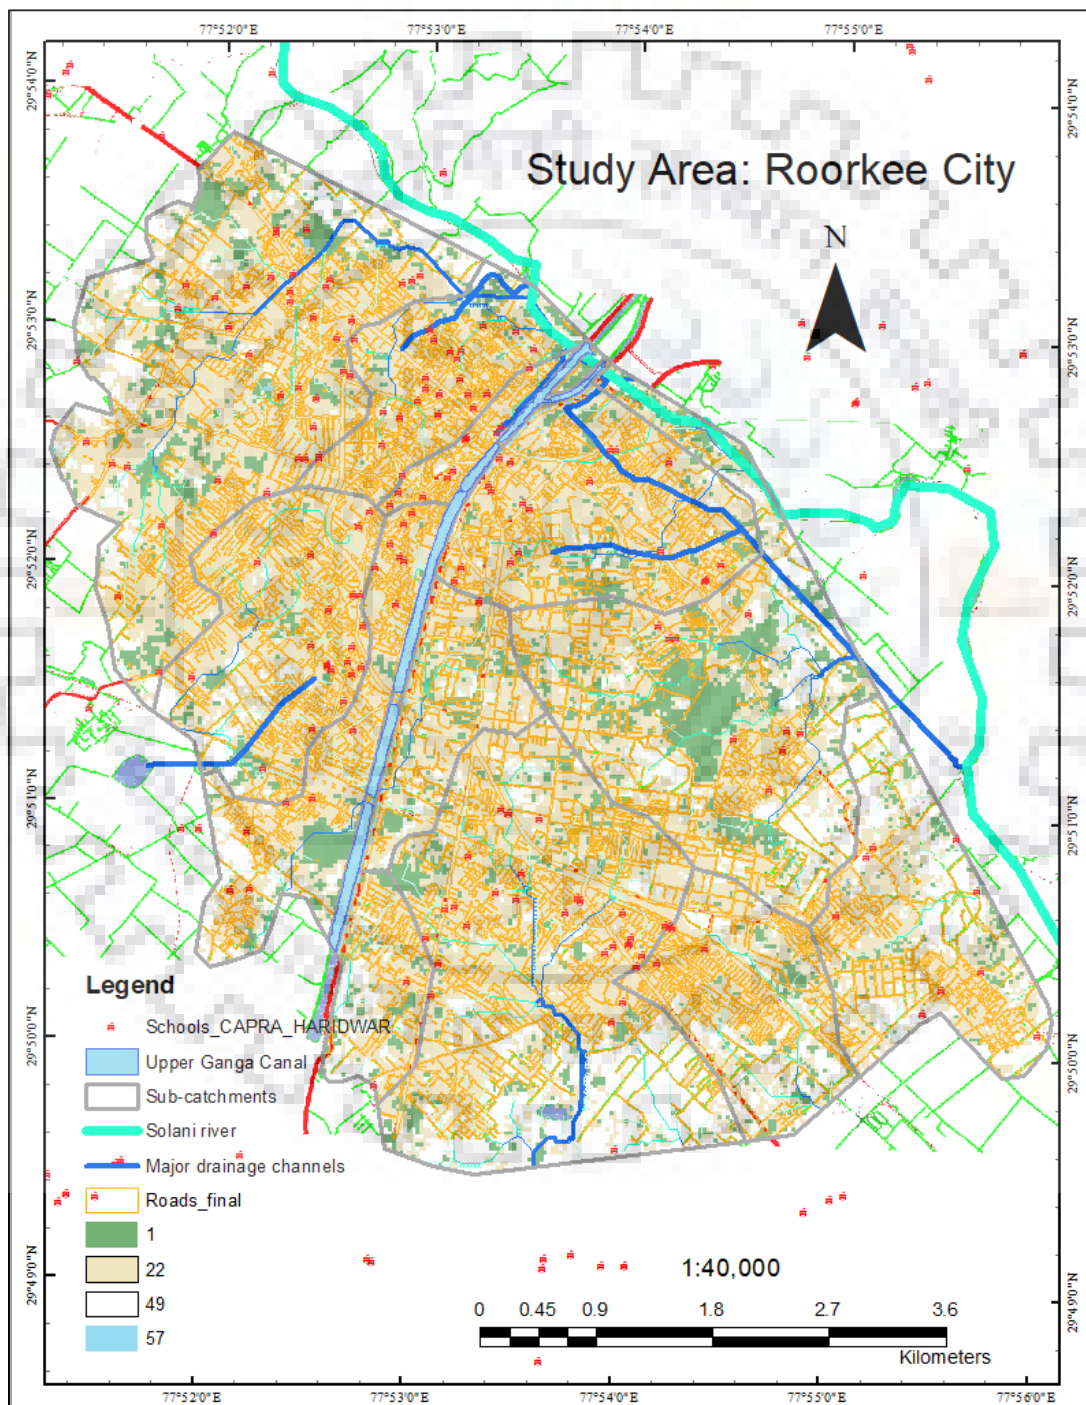 77°52'0"E 77°53'0"E 77°54'0"E 77°55'0"E
29°54'0"N
29°54'0"N
Study Area: Roorkee City
N
29°53'0"N
29°53'0"N
29°52'0"N
29°52'0"N
29°51'0"N
29°51'0"N
29°50'0"N
29°50'0"N
Legend
Schools_CAPRA_HARIDWAR
Upper Ganga Canal
Sub-catchments
Solani river
Major drainage channels
Roads_final
1
22
49
57
29°49'0"N
29°49'0"N
1:40,000
0 0.45 0.9 1.8 2.7 3.6
Kilometers
77°52'0"E 77°53'0"E 77°54'0"E 77°55'0"E 77°56'0"E